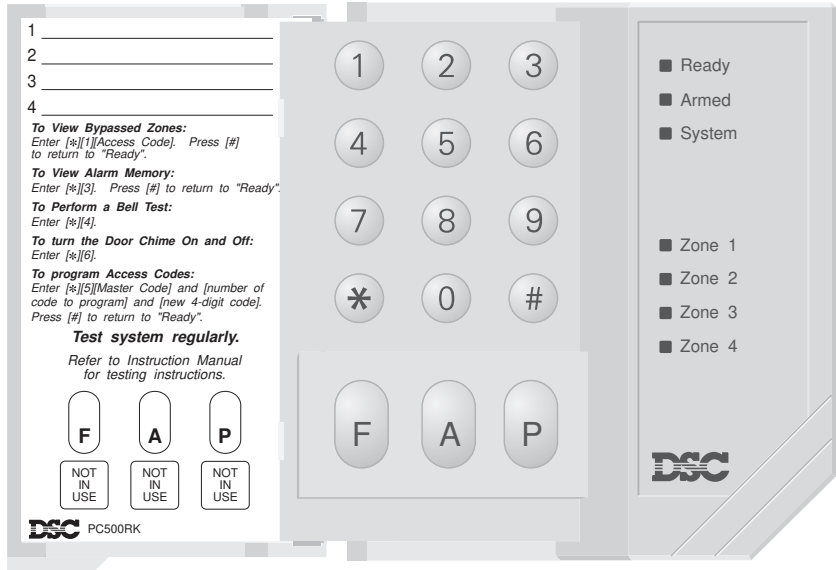 1
2
3
4
To View Bypassed Zones:
Enter [*][1][Access Code]. Press [#]
to return to "Ready".
To View Alarm Memory:
Enter [*][3]. Press [#] to return to "Ready".
To Perform a Bell Test:
Enter [*][4].
To turn the Door Chime On and Off:
Enter [*][6].
To program Access Codes:
Enter [*][5][Master Code] and [number of
code to program] and [new 4-digit code].
Press [#] to return to "Ready".
Test system regularly.
Refer to Instruction Manual
for testing instructions.
F A P
NOT IN USE
NOT IN USE
NOT IN USE
DSC PC500RK
1 2 3
4 5 6
7 8 9
* 0 #
F A P
Ready
Armed
System
Zone 1
Zone 2
Zone 3
Zone 4
DSC